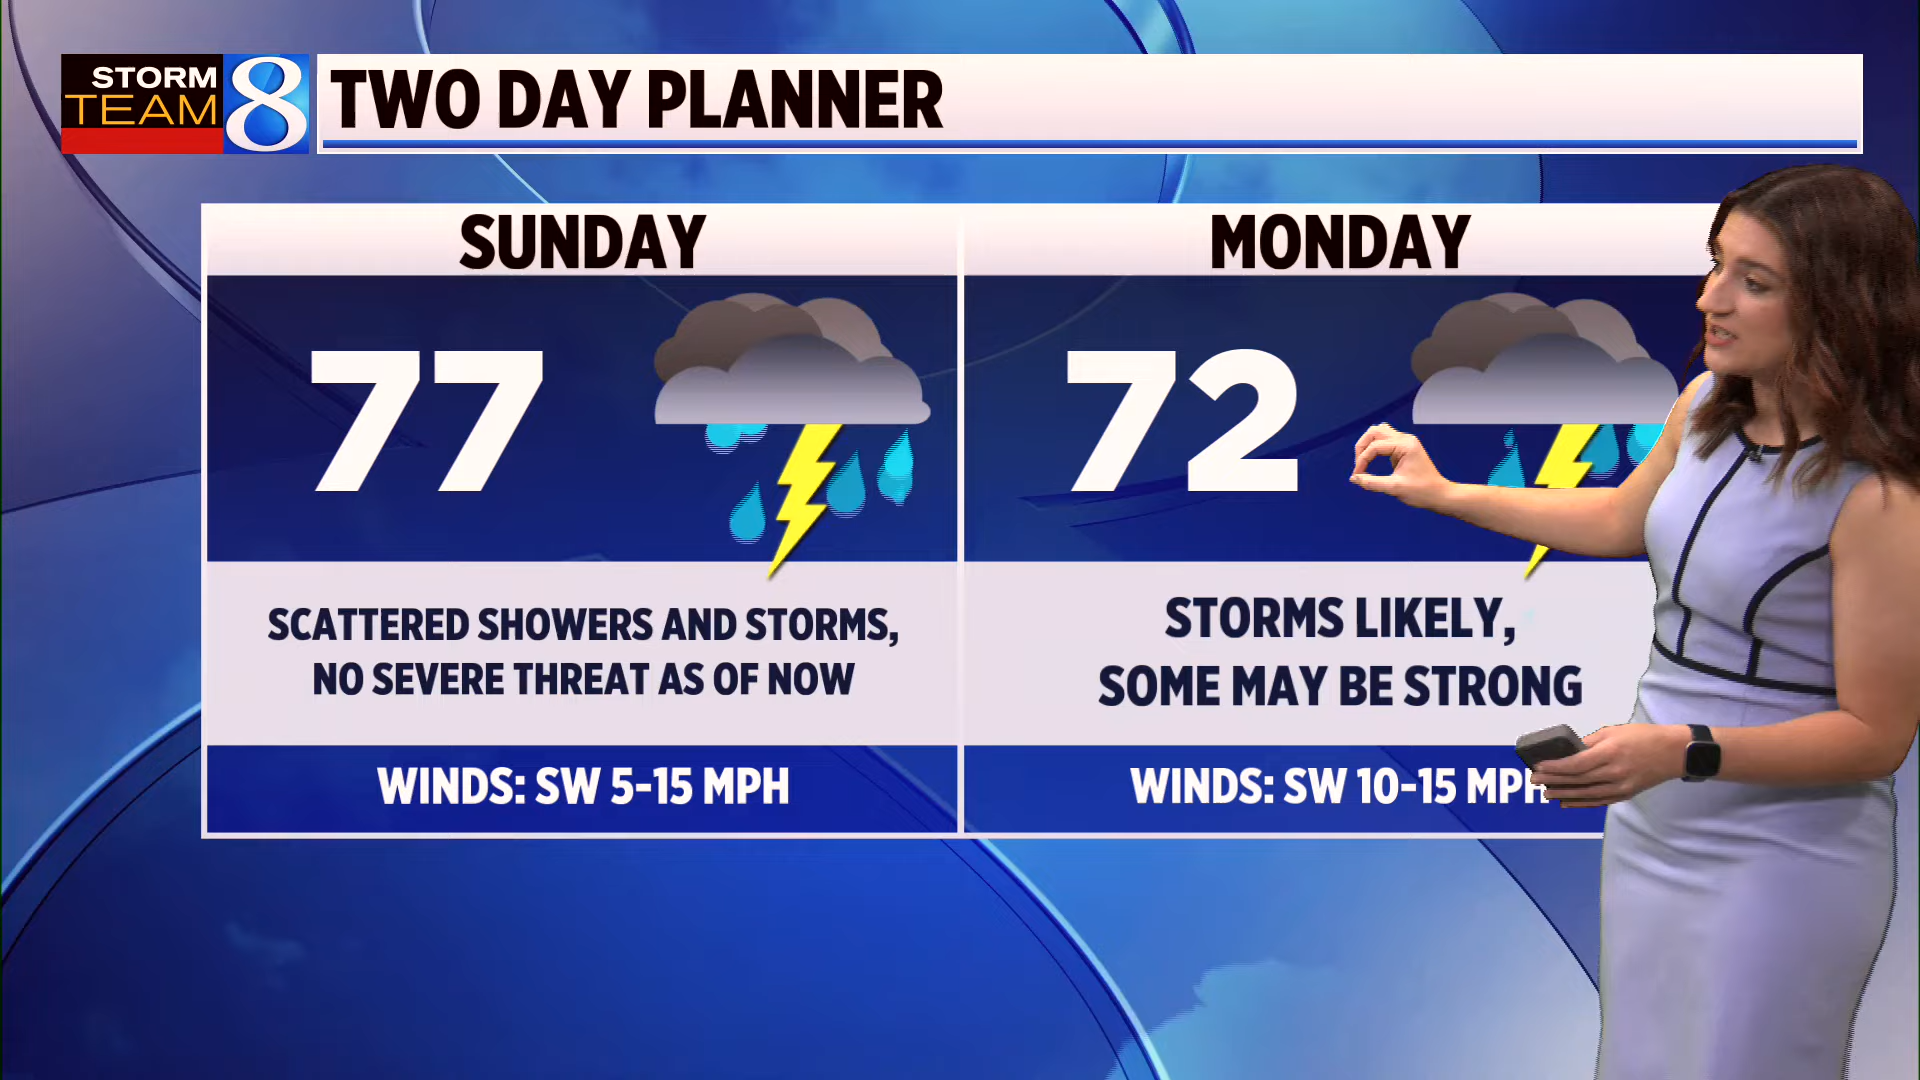 STORM
TEAM
8
TWO DAY PLANNER
SUNDAY
77
SCATTERED SHOWERS AND STORMS,
NO SEVERE THREAT AS OF NOW
WINDS: SW 5-15 MPH
MONDAY
72
STORMS LIKELY,
SOME MAY BE STRONG
WINDS: SW 10-15 MPH